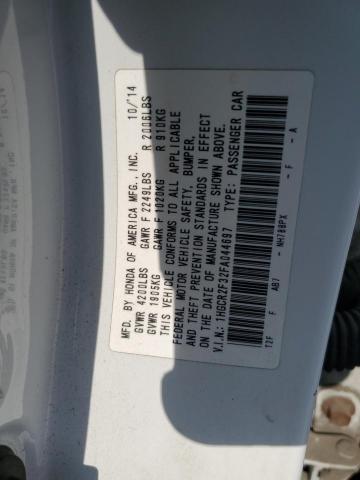 MFD. BY HONDA OF AMERICA MFG., INC. 10/14
GVWR 4200LBS GAWR F 2249LBS R 2006LBS
GVWR 1905KG GAWR F 1020KG R 910KG
THIS VEHICLE CONFORMS TO ALL APPLICABLE
FEDERAL MOTOR VEHICLE SAFETY, BUMPER,
AND THEFT PREVENTION STANDARDS IN EFFECT
ON THE DATE OF MANUFACTURE SHOWN ABOVE.
V.I.N.: 1HGCR2F32FA044697 TYPE: PASSENGER CAR
T2F F AB7 - NH788PX - F - A